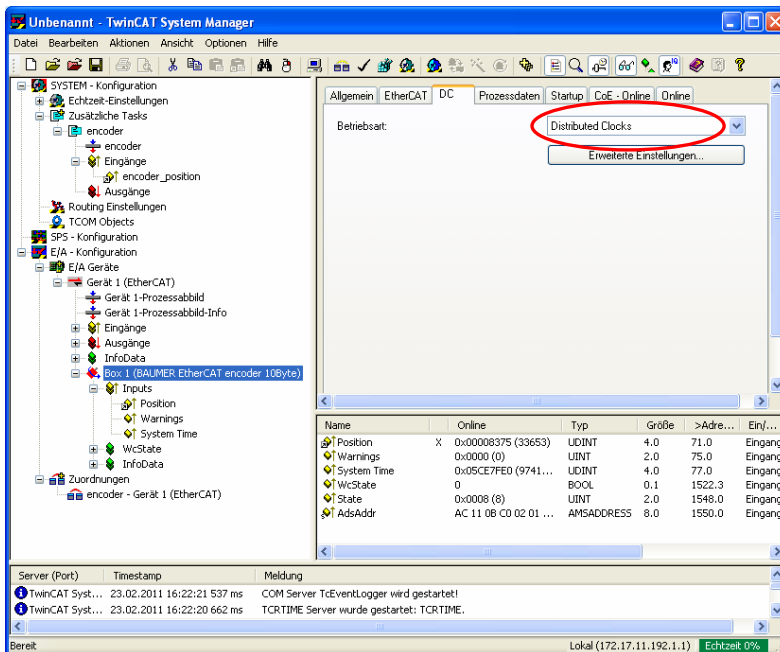 Unbenannt - TwinCAT System Manager
Datei Bearbeiten Aktionen Ansicht Optionen Hilfe
SYSTEM - Konfiguration
Echtzeit-Einstellungen
Zusätzliche Tasks
encoder
encoder
Eingänge
encoder_position
Ausgänge
Routing Einstellungen
TCOM Objects
SPS - Konfiguration
E/A - Konfiguration
E/A Geräte
Gerät 1 (EtherCAT)
Gerät 1-Prozessabbild
Gerät 1-Prozessabbild-Info
Eingänge
Ausgänge
InfoData
Box 1 (BAUMER EtherCAT encoder 10Byte)
Inputs
Position
Warnings
System Time
WcState
InfoData
Zuordnungen
encoder - Gerät 1 (EtherCAT)
Allgemein EtherCAT DC Prozessdaten Startup CoE - Online Online
Betriebsart: Distributed Clocks
Erweiterte Einstellungen...
Name Online Typ Größe >Adre... Ein/...
Position X 0x00008375 (33653) UDINT 4.0 71.0 Eingang
Warnings 0x0000 (0) UINT 2.0 75.0 Eingang
System Time 0x05CE7FE0 (9741... UDINT 4.0 77.0 Eingang
WcState 0 BOOL 0.1 1522.3 Eingang
State 0x0008 (8) UINT 2.0 1548.0 Eingang
AdsAddr AC 11 0B C0 02 01 ... AMSADDRESS 8.0 1550.0 Eingang
Server (Port) Timestamp Meldung
TwinCAT Syst... 23.02.2011 16:22:21 537 ms COM Server TcEventLogger wird gestartet!
TwinCAT Syst... 23.02.2011 16:22:20 662 ms TCRTIME Server wurde gestartet: TCRTIME.
Bereit Lokal (172.17.11.192.1.1) Echtzeit 0%